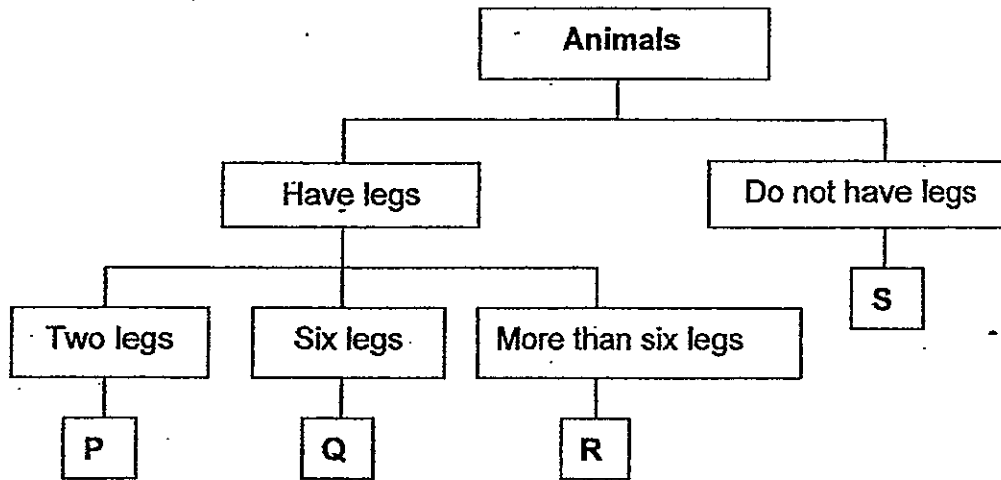 Animals
Have legs
Do not have legs
S
Two legs
Six legs
More than six legs
P
Q
R